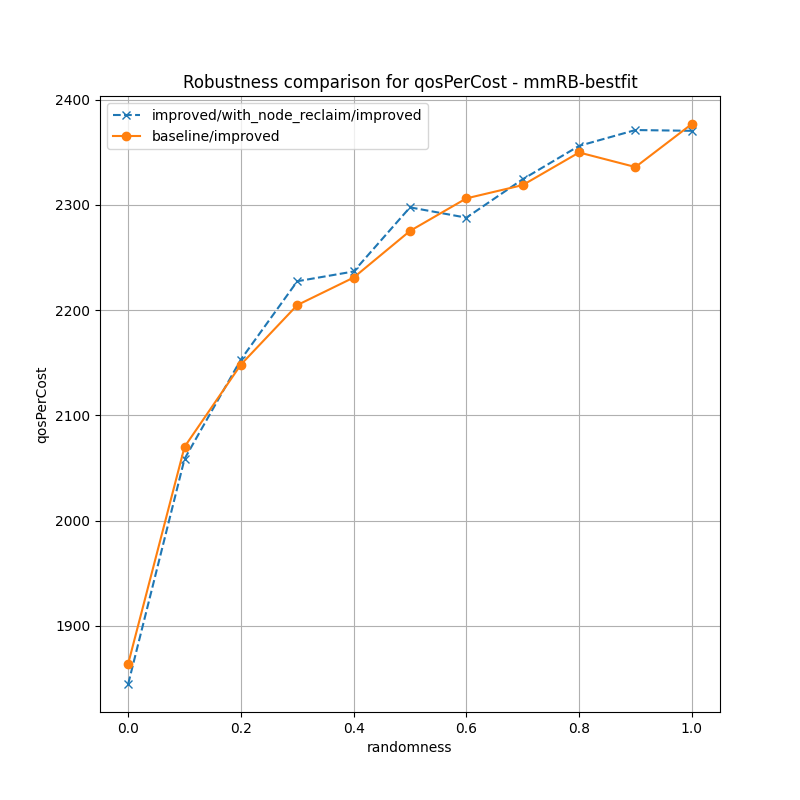 Robustness comparison for qosPerCost - mmRB-bestfit
improved/with_node_reclaim/improved
baseline/improved
2400
2300
2200
2100
2000
1900
qosPerCost
0.0 0.2 0.4 0.6 0.8 1.0
randomness